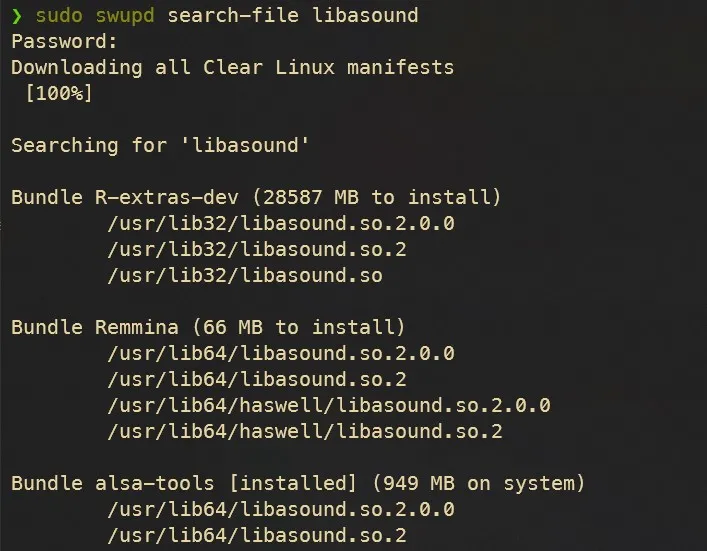 ❯ sudo swupd search-file libasound
Password:
Downloading all Clear Linux manifests
[100%]
Searching for 'libasound'
Bundle R-extras-dev (28587 MB to install)
/usr/lib32/libasound.so.2.0.0
/usr/lib32/libasound.so.2
/usr/lib32/libasound.so
Bundle Remmina (66 MB to install)
/usr/lib64/libasound.so.2.0.0
/usr/lib64/libasound.so.2
/usr/lib64/haswell/libasound.so.2.0.0
/usr/lib64/haswell/libasound.so.2
Bundle alsa-tools [installed] (949 MB on system)
/usr/lib64/libasound.so.2.0.0
/usr/lib64/libasound.so.2